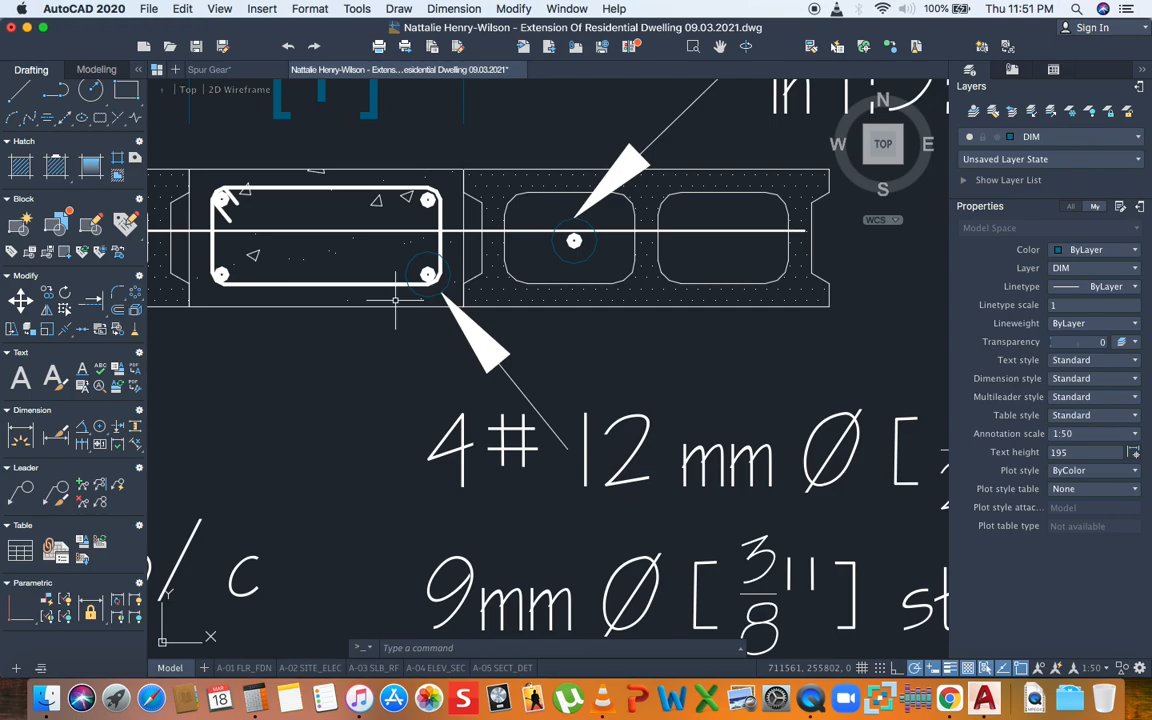 AutoCAD 2020 File Edit View Insert Format Tools Draw Dimension Modify Window Help 100% Thu 11:51 PM
Nattalie Henry-Wilson - Extension Of Residential Dwelling 09.03.2021.dwg
Sign In
Drafting Modeling Spur Gear* Nattalie Henry-Wilson - Extens...esidential Dwelling 09.03.2021*
Top 2D Wireframe
Hatch
Block
Modify
Text
Dimension
Leader
Table
Parametric
N
W TOP E
S
WCS
4# 12 mm Ø [
o/c
9mm Ø [ 3/8" ] st
Y
X
Type a command
Model A-01 FLR_FDN A-02 SITE_ELEC A-03 SLB_RF A-04 ELEV_SEC A-05 SECT_DET
711561, 255802, 0
1:50
Layers
DIM
Unsaved Layer State
Show Layer List
Properties All My
Model Space
Color ByLayer
Layer DIM
Linetype ByLayer
Linetype scale 1
Lineweight ByLayer
Transparency 0
Text style Standard
Dimension style Standard
Multileader style Standard
Table style Standard
Annotation scale 1:50
Text height 195
Plot style ByColor
Plot style table None
Plot style attac... Model
Plot table type Not available
MAR
18